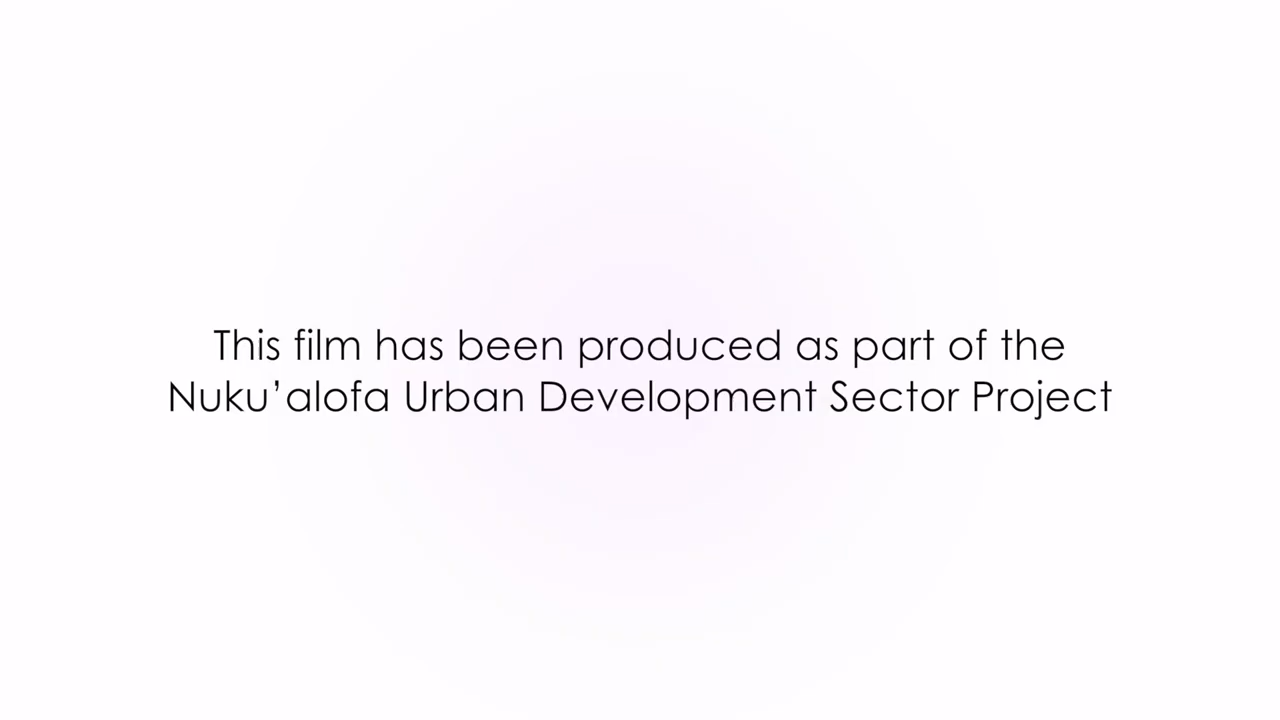 This film has been produced as part of the
Nuku’alofa Urban Development Sector Project